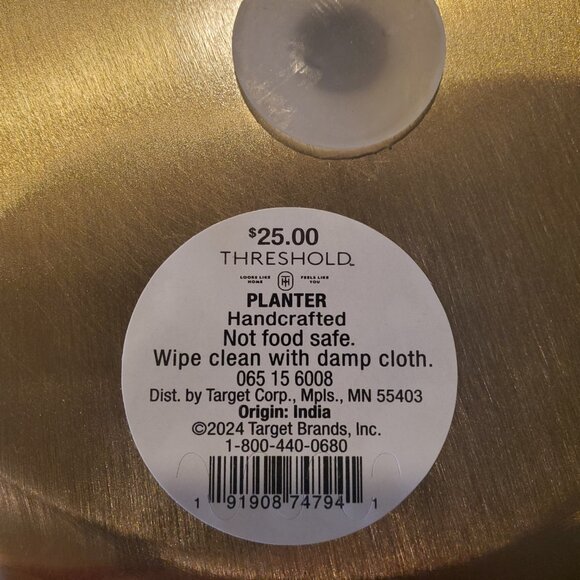 $25.00
THRESHOLD™
LOOKS LIKE HOME TH FEELS LIKE YOU
PLANTER
Handcrafted
Not food safe.
Wipe clean with damp cloth.
065 15 6008
Dist. by Target Corp., Mpls., MN 55403
Origin: India
©2024 Target Brands, Inc.
1-800-440-0680
1 91908 74794 1